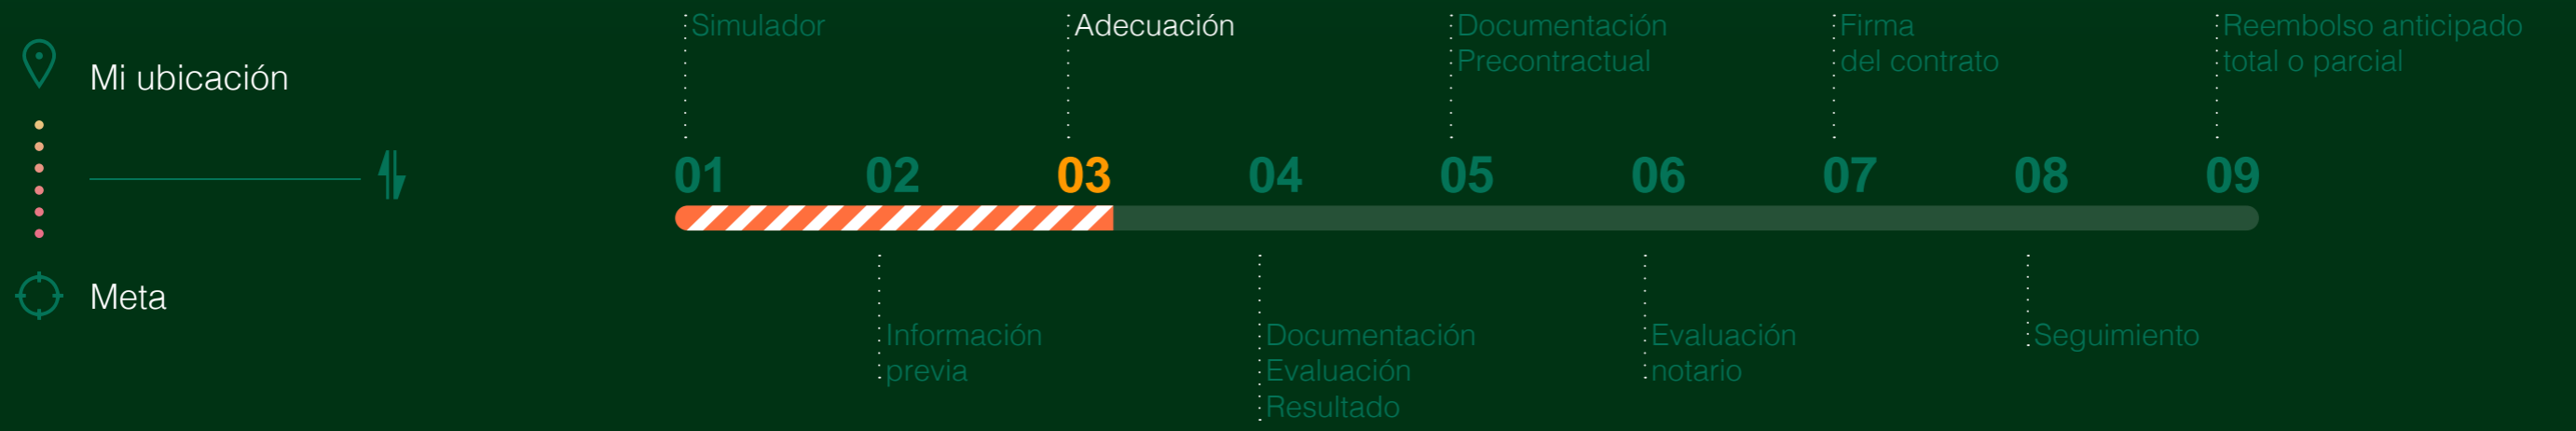 Mi ubicación
Meta
Simulador
Adecuación
Documentación
Precontractual
Firma
del contrato
Reembolso anticipado
total o parcial
01 02 03 04 05 06 07 08 09
Información
previa
Documentación
Evaluación
Resultado
Evaluación
notario
Seguimiento